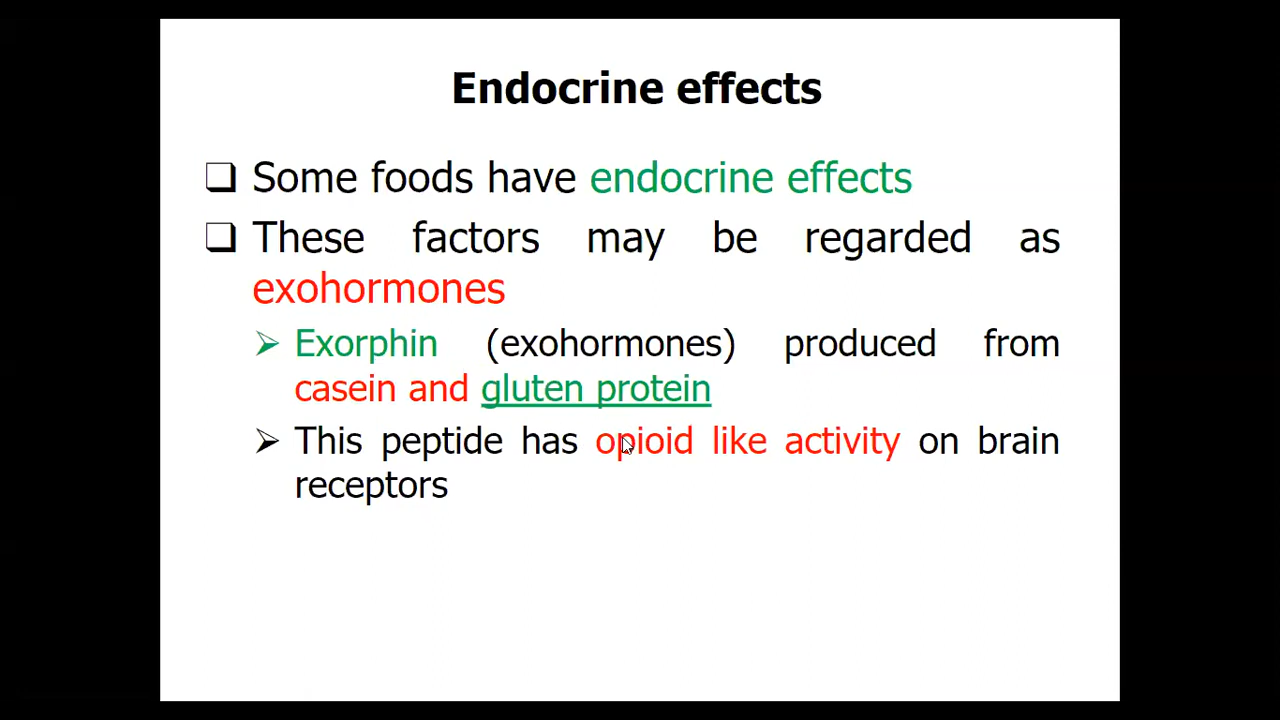 Endocrine effects
❑ Some foods have endocrine effects
❑ These factors may be regarded as
exohormones
➢ Exorphin (exohormones) produced from
casein and gluten protein
➢ This peptide has opioid like activity on brain
receptors